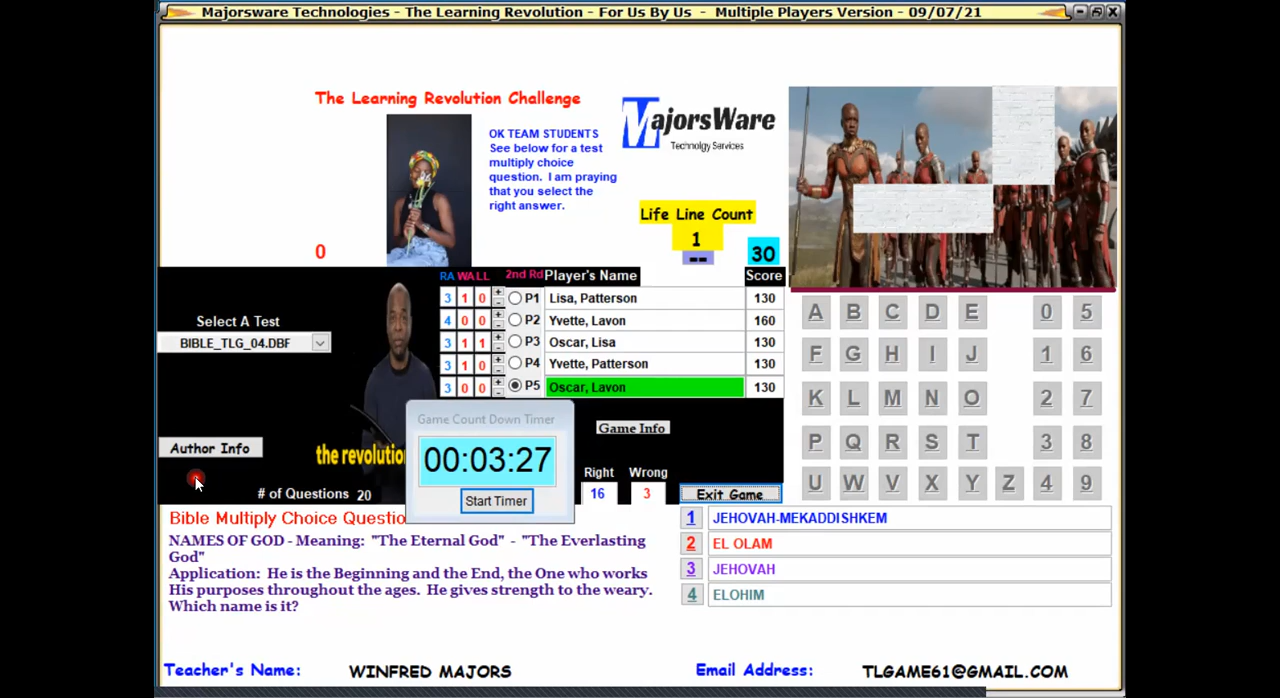 Majorsware Technologies - The Learning Revolution - For Us By Us - Multiple Players Version - 09/07/21
The Learning Revolution Challenge
OK TEAM STUDENTS
See below for a test
multiply choice
question. I am praying
that you select the
right answer.
MajorsWare
Technolgy Services
Life Line Count
1
--
30
0
RA WA LL 2nd Rd Player's Name Score
3 1 0 + - P1 Lisa, Patterson 130
4 0 0 + - P2 Yvette, Lavon 160
3 1 1 + - P3 Oscar, Lisa 130
3 1 0 + - P4 Yvette, Patterson 130
3 0 0 + - P5 Oscar, Lavon 130
Select A Test
BIBLE_TLG_04.DBF
Author Info
the revolutio
# of Questions 20
Game Count Down Timer
00:03:27
Start Timer
Game Info
Right Wrong
16 3
Exit Game
A B C D E 0 5
F G H I J 1 6
K L M N O 2 7
P Q R S T 3 8
U V W X Y Z 4 9
Bible Multiply Choice Questio
NAMES OF GOD - Meaning: "The Eternal God" - "The Everlasting
God"
Application: He is the Beginning and the End, the One who works
His purposes throughout the ages. He gives strength to the weary.
Which name is it?
1 JEHOVAH-MEKADDISHKEM
2 EL OLAM
3 JEHOVAH
4 ELOHIM
Teacher's Name: WINFRED MAJORS
Email Address: TLGAME61@GMAIL.COM